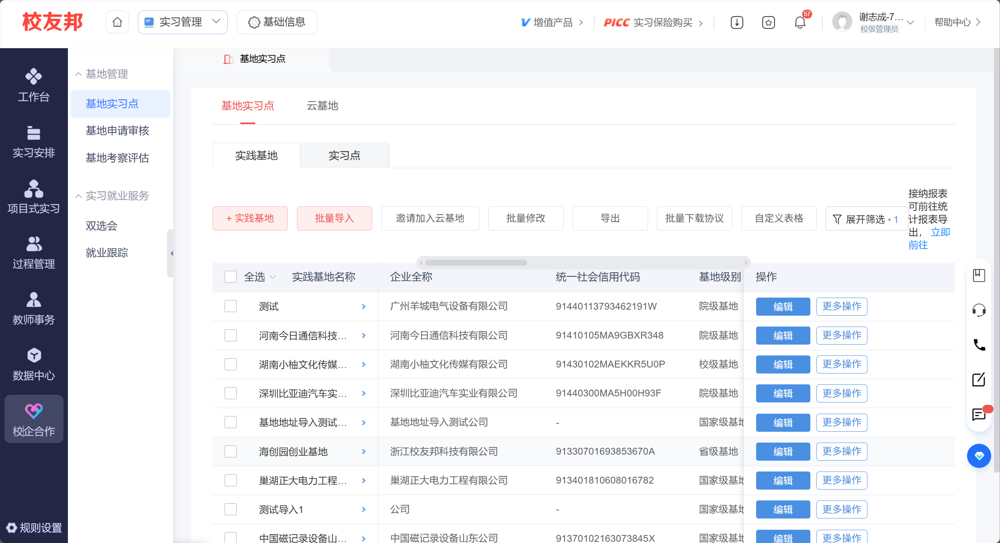 校友邦
实习管理
基础信息
增值产品
PICC 实习保险购买
57
谢志成-7...
校级管理员
帮助中心
工作台
实习安排
项目式实习
过程管理
教师事务
数据中心
校企合作
规则设置
基地管理
基地实习点
基地申请审核
基地考察评估
实习就业服务
双选会
就业跟踪
基地实习点
基地实习点 云基地
实践基地 实习点
+ 实践基地 批量导入 邀请加入云基地 批量修改 导出 批量下载协议 自定义表格 展开筛选 • 1
接纳报表
可前往统
计报表导
出， 立即
前往
全选 实践基地名称 企业全称 统一社会信用代码 基地级别 操作
测试 广州羊城电气设备有限公司 91440113793462191W 院级基地 编辑 更多操作
河南今日通信科技... 河南今日通信科技有限公司 91410105MA9GBXR348 院级基地 编辑 更多操作
湖南小柚文化传媒... 湖南小柚文化传媒有限公司 91430102MAEKKR5U0P 校级基地 编辑 更多操作
深圳比亚迪汽车实... 深圳比亚迪汽车实业有限公司 91440300MA5H00H93F 院级基地 编辑 更多操作
基地地址导入测试... 基地地址导入测试公司 - 国家级基地 编辑 更多操作
海创园创业基地 浙江校友邦科技有限公司 91330701693853670A 省级基地 编辑 更多操作
巢湖正大电力工程... 巢湖正大电力工程有限公司 913401810608016782 国家级基地 编辑 更多操作
测试导入1 公司 - 国家级基地 编辑 更多操作
中国磁记录设备山... 中国磁记录设备山东公司 91370102163073845X 国家级基地 编辑 更多操作